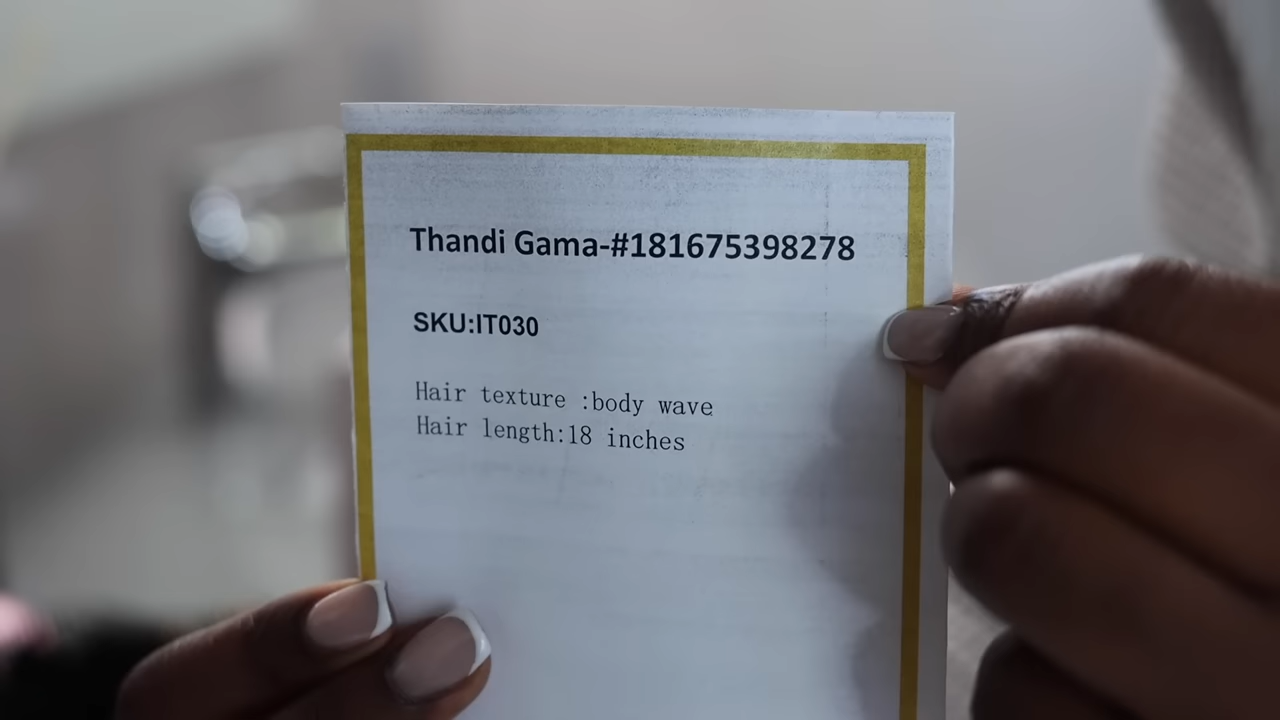 Thandi Gama-#181675398278
SKU:IT030
Hair texture :body wave
Hair length:18 inches